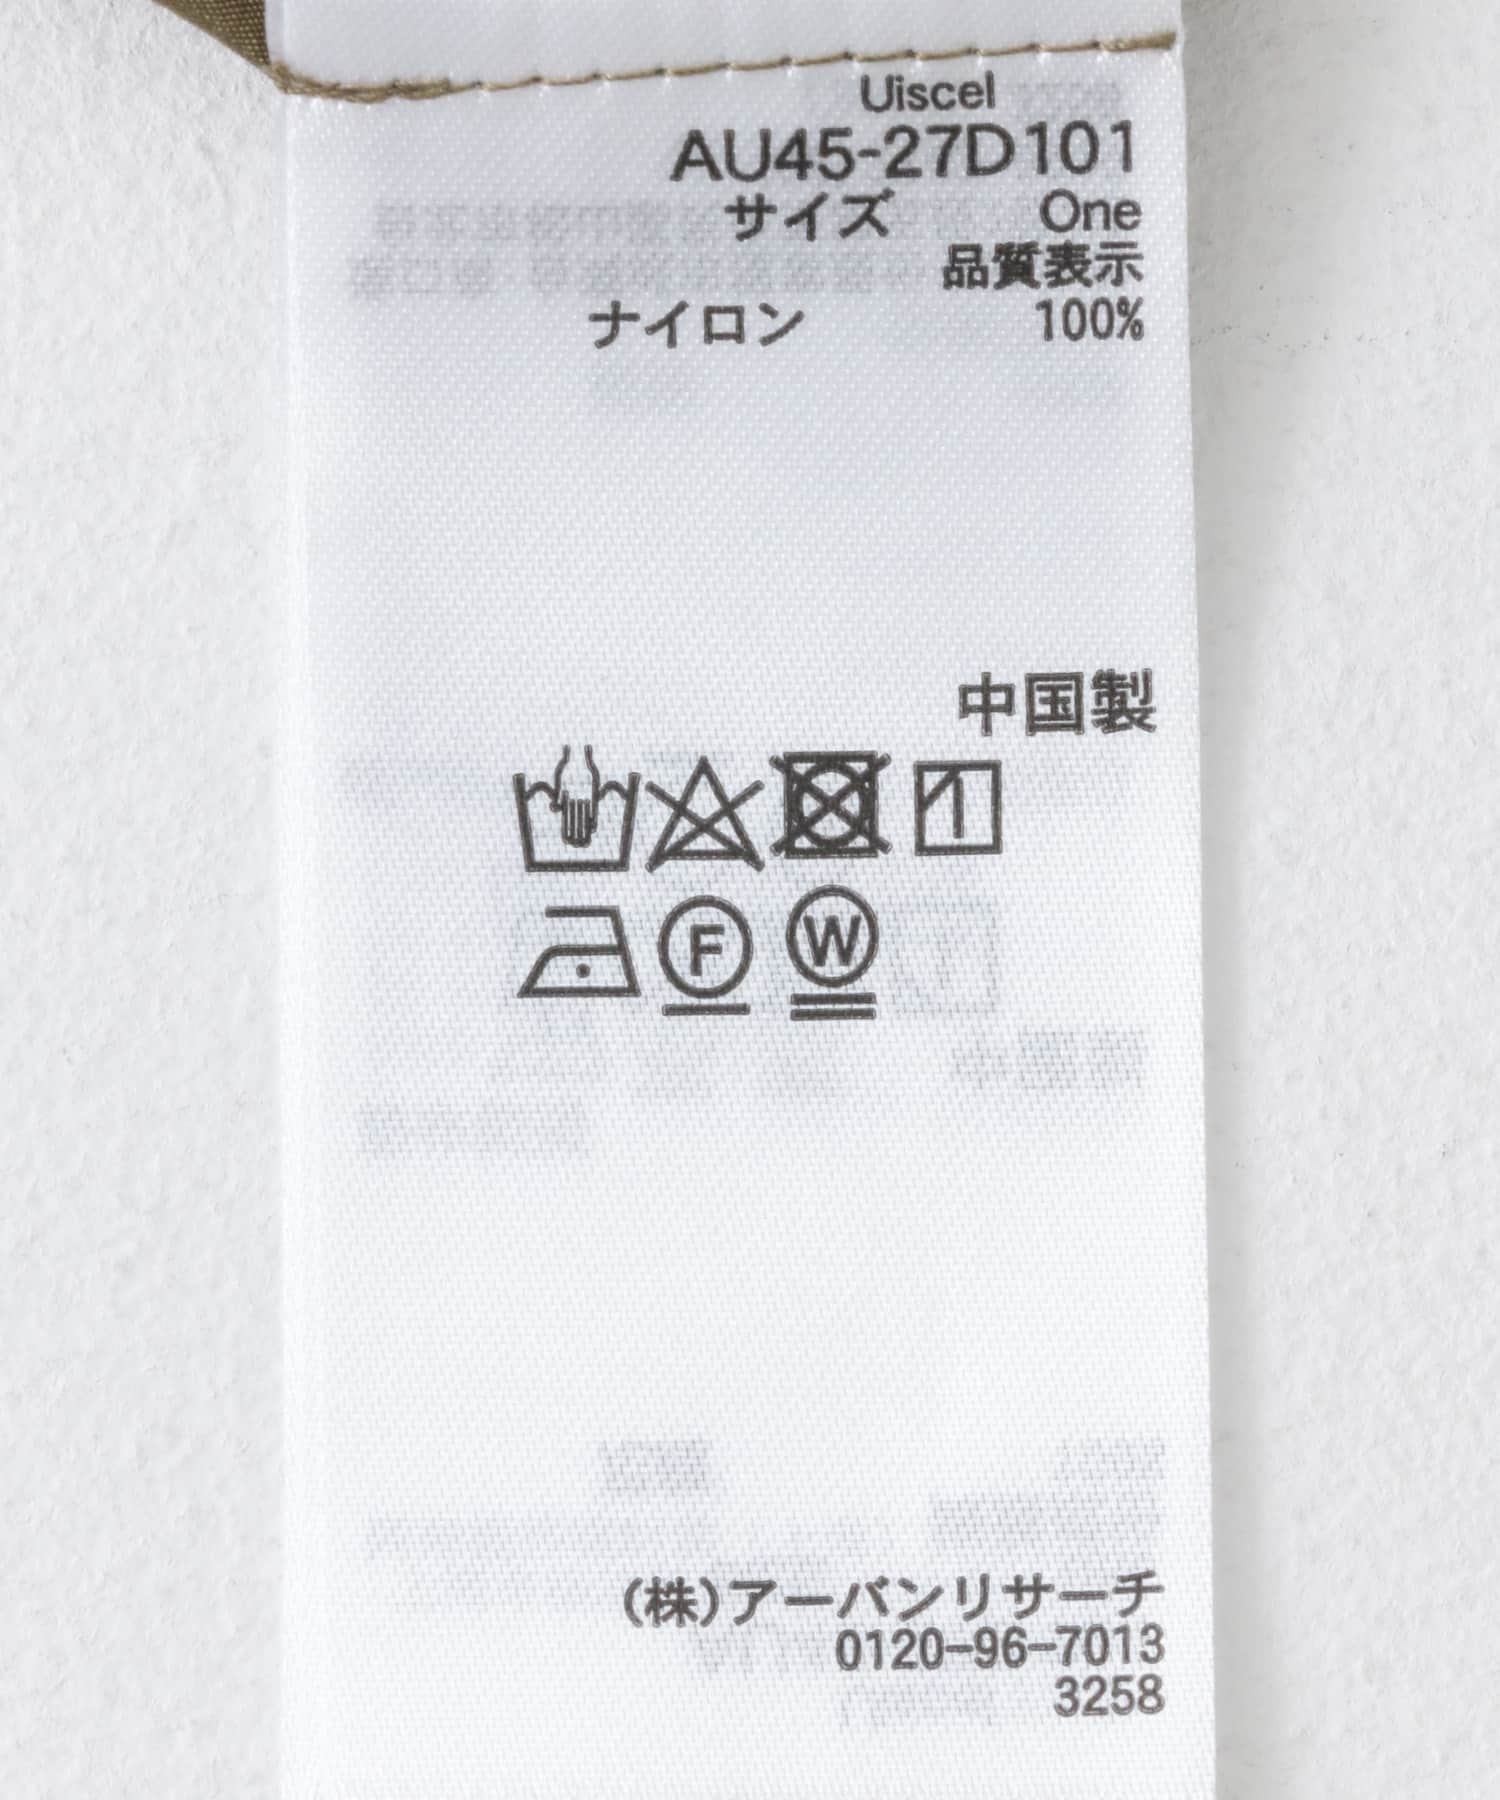 Uiscel
AU45-27D101
サイズ One
品質表示
ナイロン 100%
中国製
F W
(株)アーバンリサーチ
0120-96-7013
3258